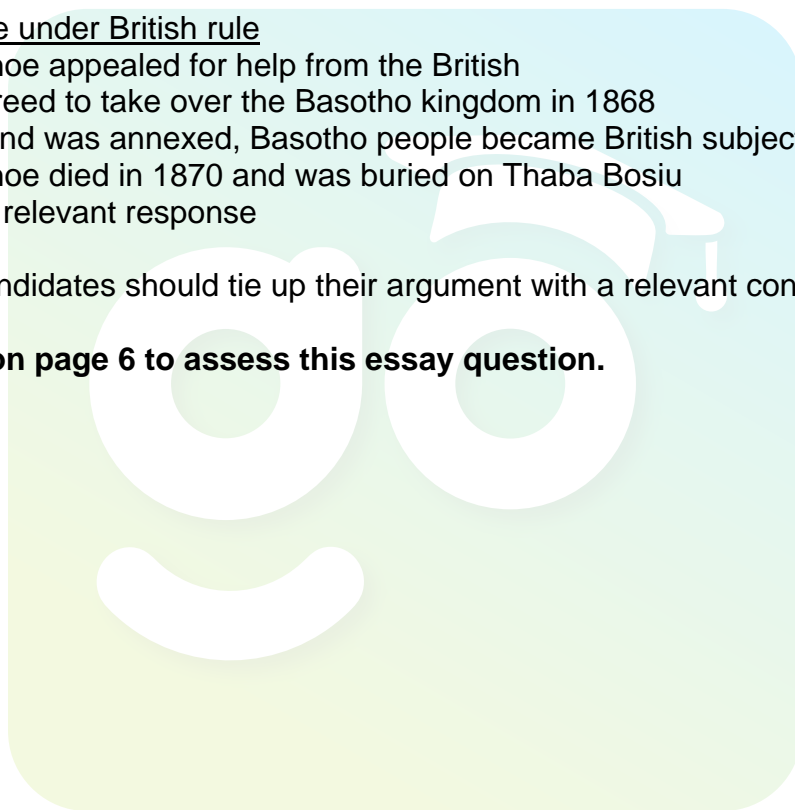 e under British rule
hoe appealed for help from the British
reed to take over the Basotho kingdom in 1868
nd was annexed, Basotho people became British subject
hoe died in 1870 and was buried on Thaba Bosiu
relevant response
ndidates should tie up their argument with a relevant con
on page 6 to assess this essay question.
go